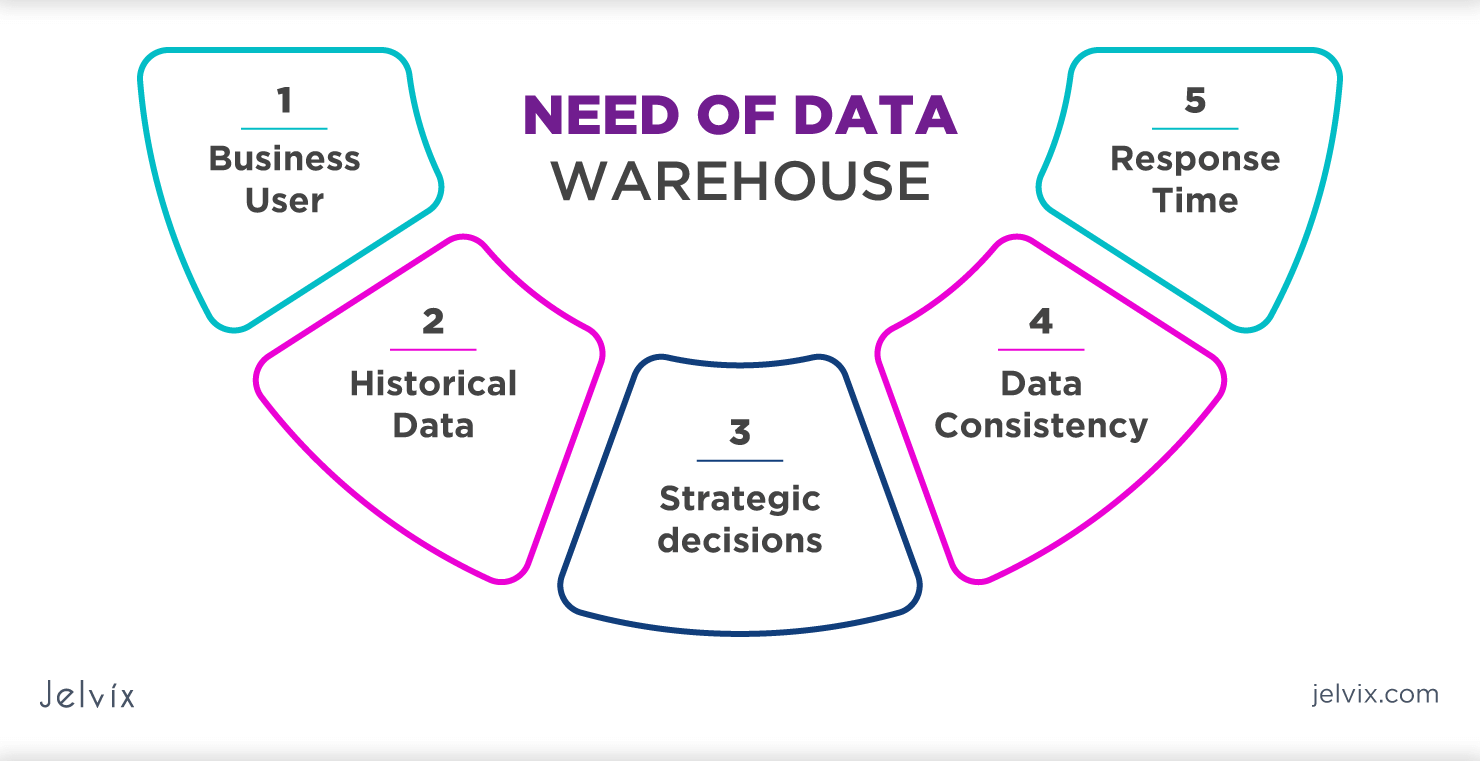 NEED OF DATA
WAREHOUSE
1
Business
User
2
Historical
Data
3
Strategic
decisions
4
Data
Consistency
5
Response
Time
Jelvix
jelvix.com